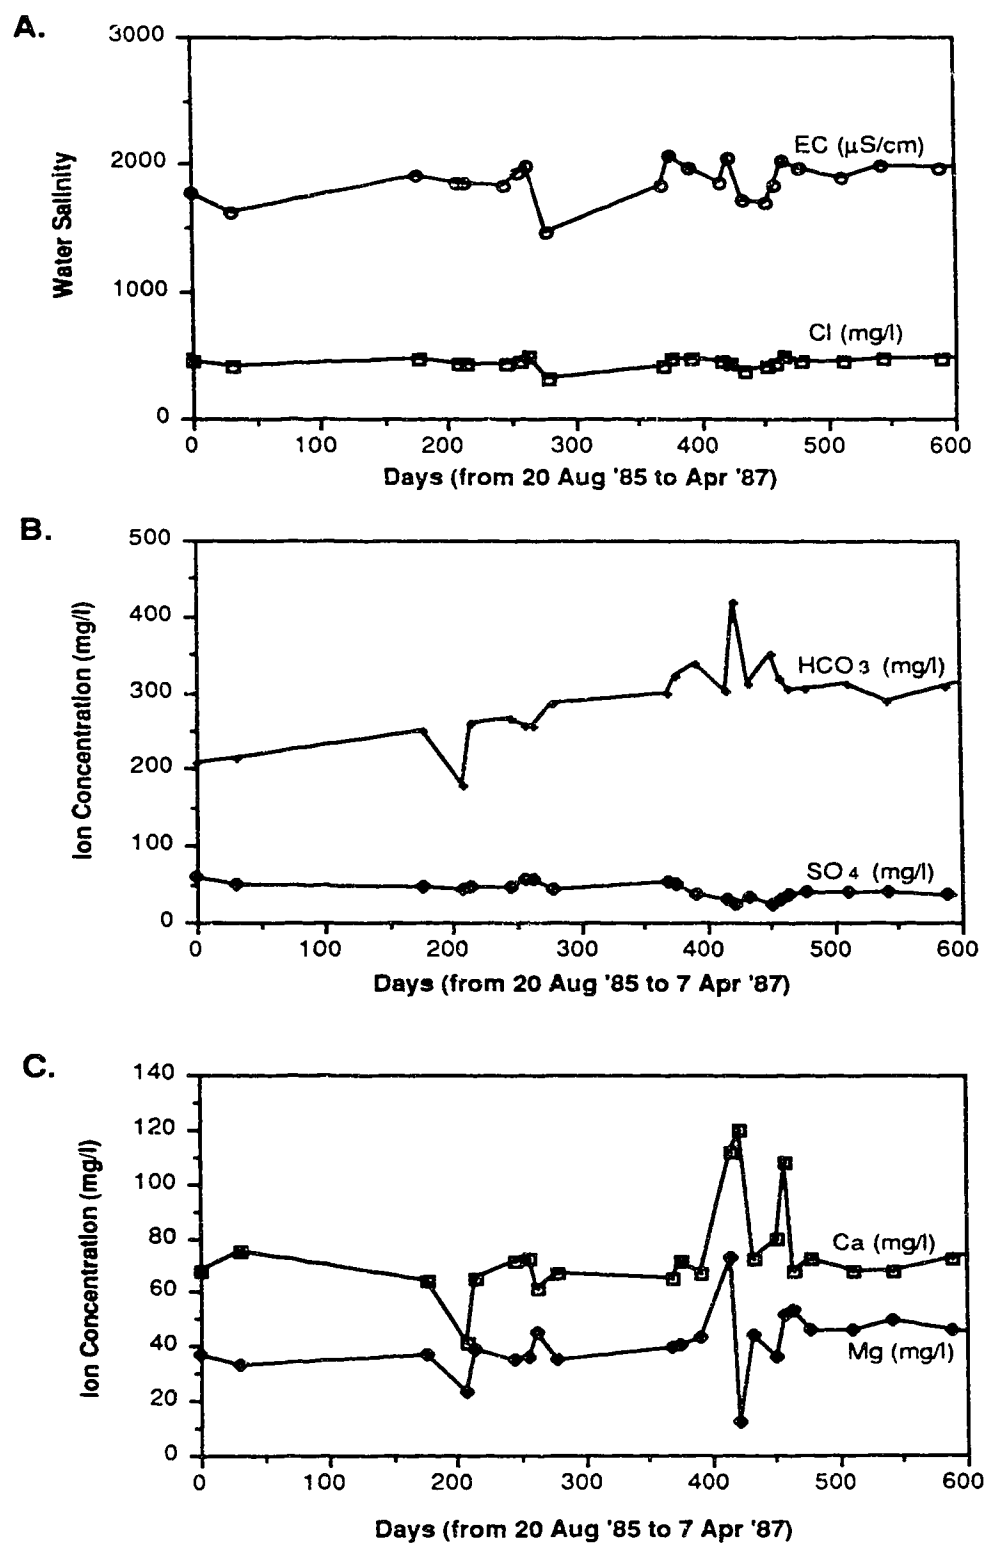 A.
3000
2000
1000
0
Water Salinity
EC (µS/cm)
Cl (mg/l)
0 100 200 300 400 500 600
Days (from 20 Aug '85 to Apr '87)
B.
500
400
300
200
100
0
Ion Concentration (mg/l)
HCO3 (mg/l)
SO4 (mg/l)
0 100 200 300 400 500 600
Days (from 20 Aug '85 to 7 Apr '87)
C.
140
120
100
80
60
40
20
0
Ion Concentration (mg/l)
Ca (mg/l)
Mg (mg/l)
0 100 200 300 400 500 600
Days (from 20 Aug '85 to 7 Apr '87)